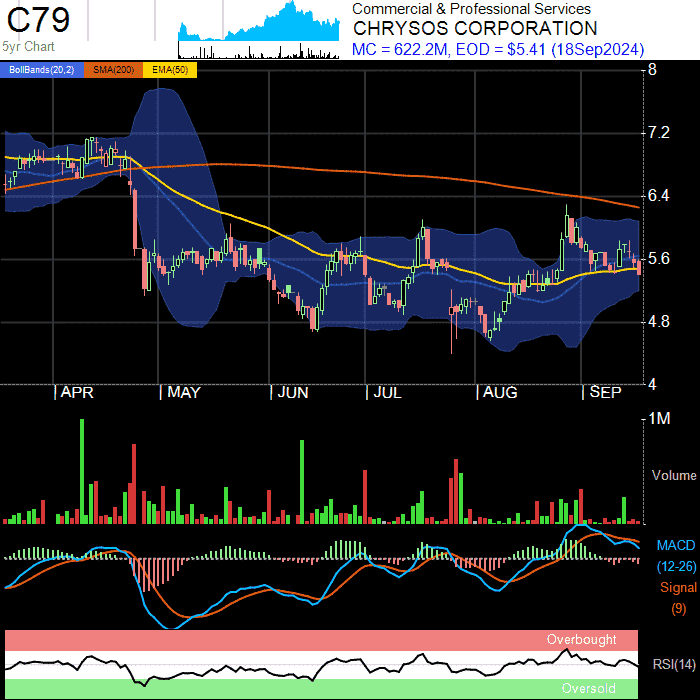 C79
5yr Chart
Commercial & Professional Services
CHRYSOS CORPORATION
MC = 622.2M, EOD = $5.41 (18Sep2024)
BollBands(20,2) SMA(200) EMA(50)
8
7.2
6.4
5.6
4.8
4
APR MAY JUN JUL AUG SEP
1M
Volume
MACD
(12-26)
Signal
(9)
Overbought
RSI(14)
Oversold